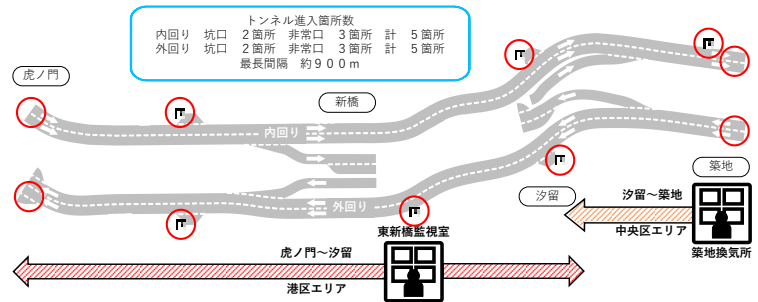 トンネル進入箇所数
内回り 坑口 ２箇所 非常口 ３箇所 計 ５箇所
外回り 坑口 ２箇所 非常口 ３箇所 計 ５箇所
最長間隔 約９００ｍ
虎ノ門
新橋
内回り
外回り
汐留
築地
東新橋監視室
虎ノ門～汐留
港区エリア
汐留～築地
中央区エリア
築地換気所